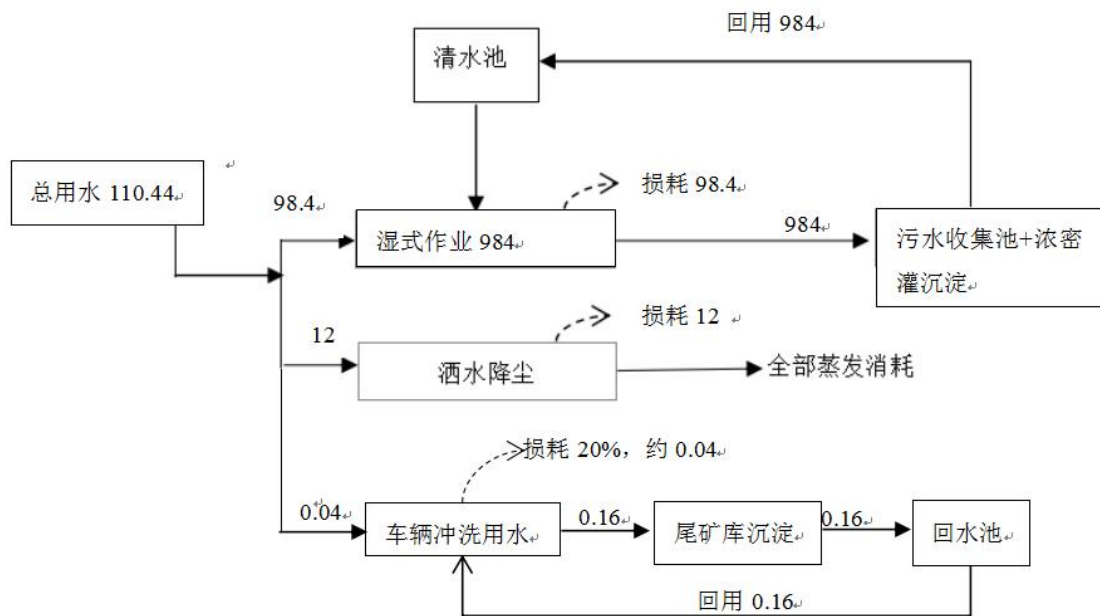 回用 984
清水池
总用水 110.44
98.4
损耗 98.4
湿式作业 984
984
污水收集池+浓密
灌沉淀
12
损耗 12
洒水降尘
全部蒸发消耗
损耗 20%，约 0.04
0.04
车辆冲洗用水
0.16
尾矿库沉淀
0.16
回水池
回用 0.16